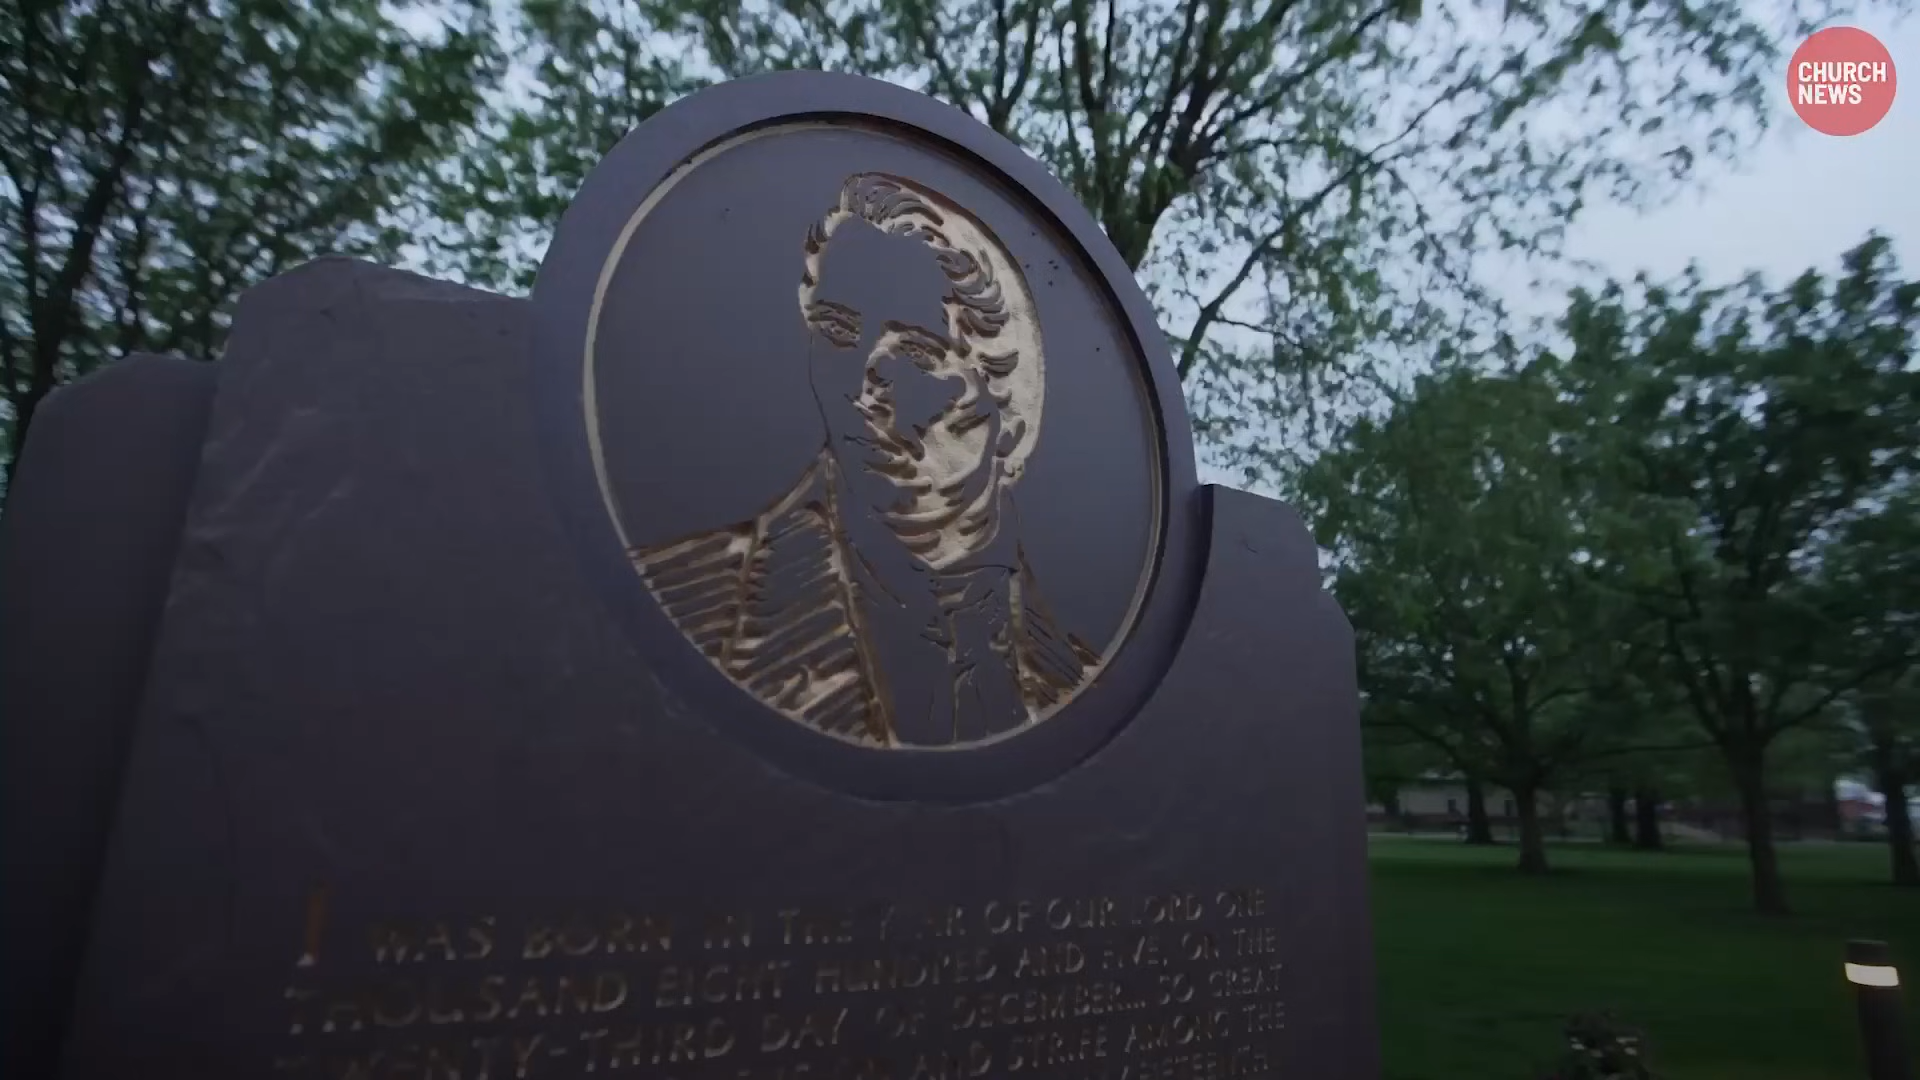 CHURCH
NEWS
I WAS BORN IN THE YEAR OF OUR LORD ONE
THOUSAND EIGHT HUNDRED AND FIVE, ON THE
TWENTY-THIRD DAY OF DECEMBER... SO GREAT
AND STRIFE AMONG THE